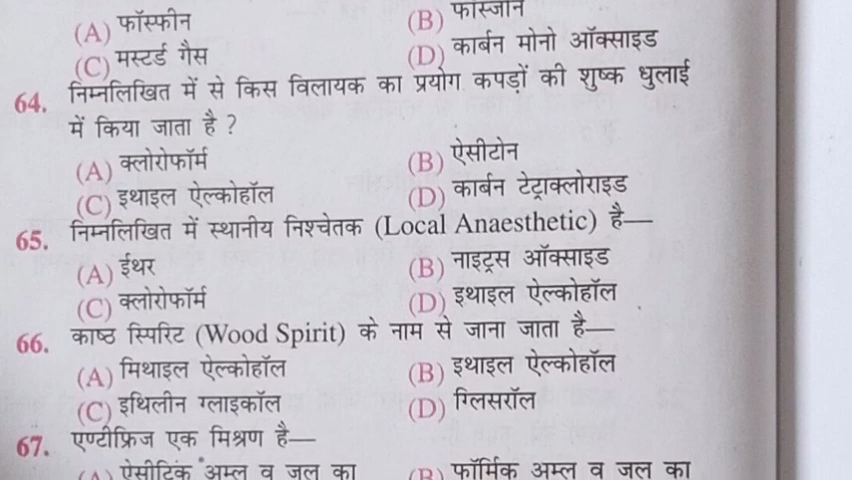 (A) फॉस्फीन (B) फॉस्जीन
(C) मस्टर्ड गैस (D) कार्बन मोनो ऑक्साइड
64. निम्नलिखित में से किस विलायक का प्रयोग कपड़ों की शुष्क धुलाई
में किया जाता है ?
(A) क्लोरोफॉर्म (B) ऐसीटोन
(C) इथाइल ऐल्कोहॉल (D) कार्बन टेट्राक्लोराइड
65. निम्नलिखित में स्थानीय निश्चेतक (Local Anaesthetic) है—
(A) ईथर (B) नाइट्रस ऑक्साइड
(C) क्लोरोफॉर्म (D) इथाइल ऐल्कोहॉल
66. काष्ठ स्पिरिट (Wood Spirit) के नाम से जाना जाता है—
(A) मिथाइल ऐल्कोहॉल (B) इथाइल ऐल्कोहॉल
(C) इथिलीन ग्लाइकॉल (D) ग्लिसरॉल
67. एण्टीफ्रिज एक मिश्रण है—
(A) ऐसीटिक अम्ल व जल का (B) फॉर्मिक अम्ल व जल का